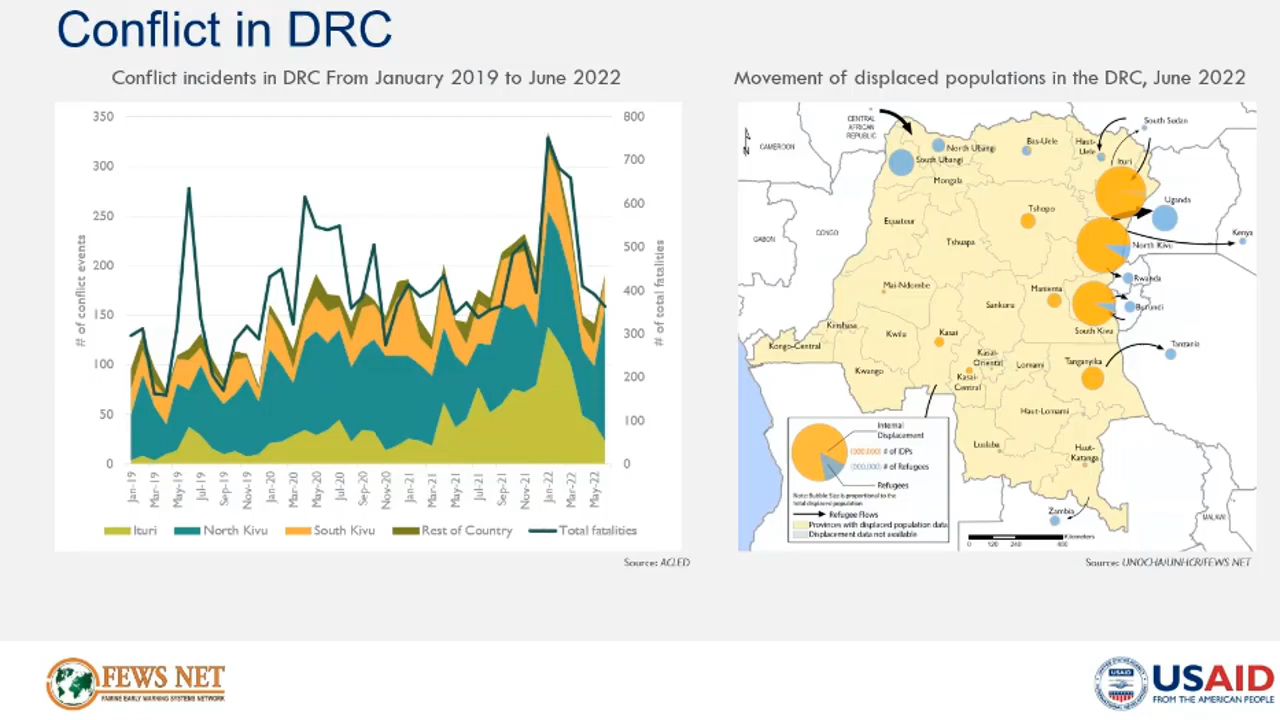 Conflict in DRC
Conflict incidents in DRC From January 2019 to June 2022
350
300
250
200
150
100
50
0
# of conflict events
800
700
600
500
400
300
200
100
0
# of total fatalities
Jan-19
Mar-19
May-19
Jul-19
Sep-19
Nov-19
Jan-20
Mar-20
May-20
Jul-20
Sep-20
Nov-20
Jan-21
Mar-21
May-21
Jul-21
Sep-21
Nov-21
Jan-22
Mar-22
May-22
Ituri
North Kivu
South Kivu
Rest of Country
Total fatalities
Source: ACLED
Movement of displaced populations in the DRC, June 2022
CENTRAL
AFRICAN
REPUBLIC
South Sudan
CAMEROON
North Ubangi
Bas-Uele
Haut-
Uele
South Ubangi
Ituri
Mongala
Uganda
Tshopo
Equateur
GABON
CONGO
Tshuapa
North Kivu
Kenya
Rwanda
Mai-Ndombe
Maniema
Sankuru
Burundi
Kinshasa
South Kivu
Kongo-Central
Kwilu
Kasai
Tanzania
Kasai-
Oriental
Lomami
Tanganyika
Kwango
Kasai-
Central
Haut-Lomami
Lualaba
Haut-
Katanga
Zambia
MALAWI
Internal
Displacement
(000,000) # of IDPs
(000,000) # of Refugees
Refugees
Note: Bubble Size is proportional to the
total displaced population
Refugee Flows
Provinces with displaced population data
Displacement data not available
Kilometers
0 120 240 480
Source: UNOCHA/UNHCR/FEWS NET
FEWS NET
FAMINE EARLY WARNING SYSTEMS NETWORK
USAID
FROM THE AMERICAN PEOPLE